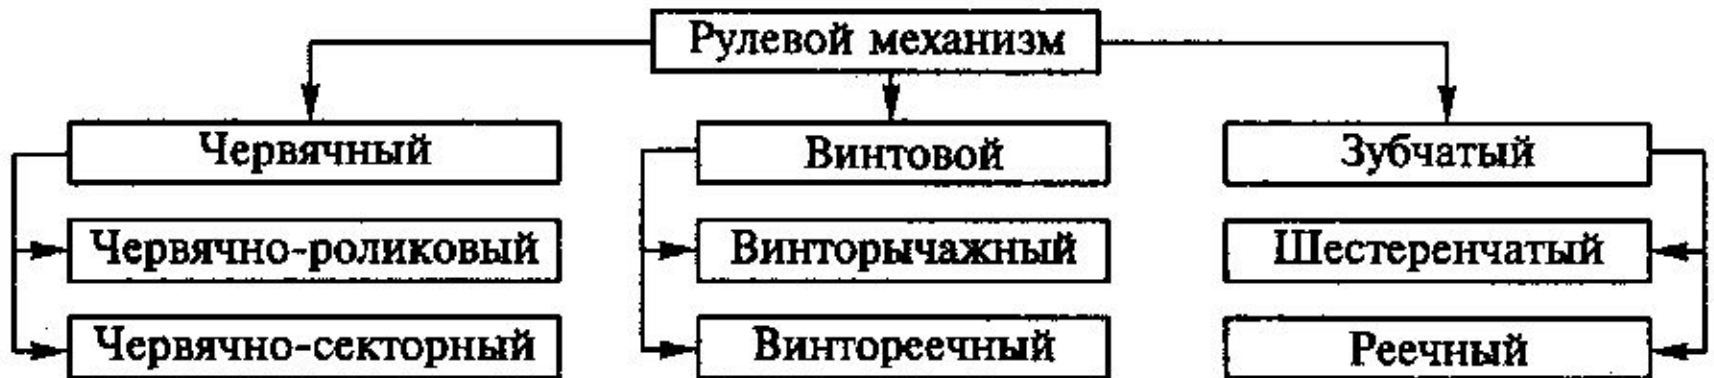 Рулевой механизм
Червячный
Винтовой
Зубчатый
Червячно-роликовый
Винторычажный
Шестеренчатый
Червячно-секторный
Винтореечный
Реечный